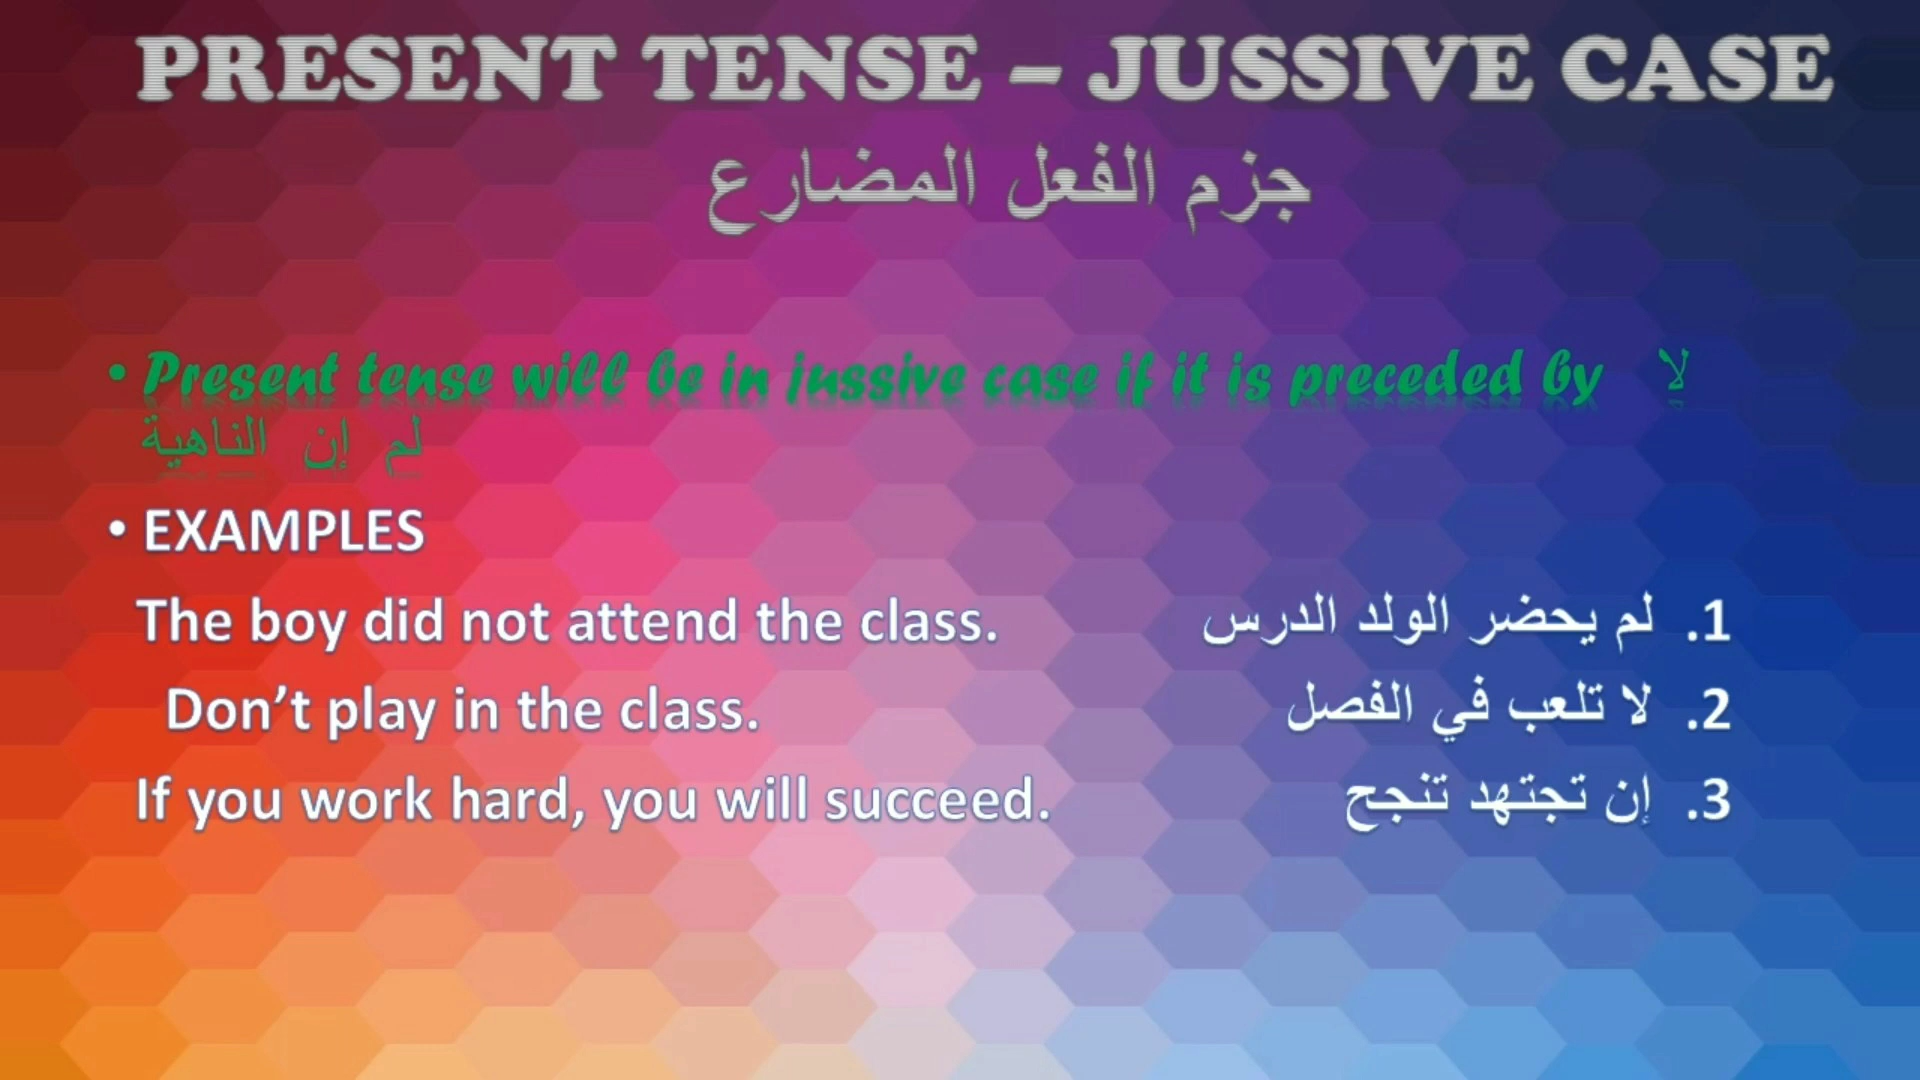 PRESENT TENSE – JUSSIVE CASE
جزم الفعل المضارع
• Present tense will be in jussive case if it is preceded by لا
لم إن الناهية
• EXAMPLES
The boy did not attend the class. لم يحضر الولد الدرس .1
Don't play in the class. لا تلعب في الفصل .2
If you work hard, you will succeed. إن تجتهد تنجح .3